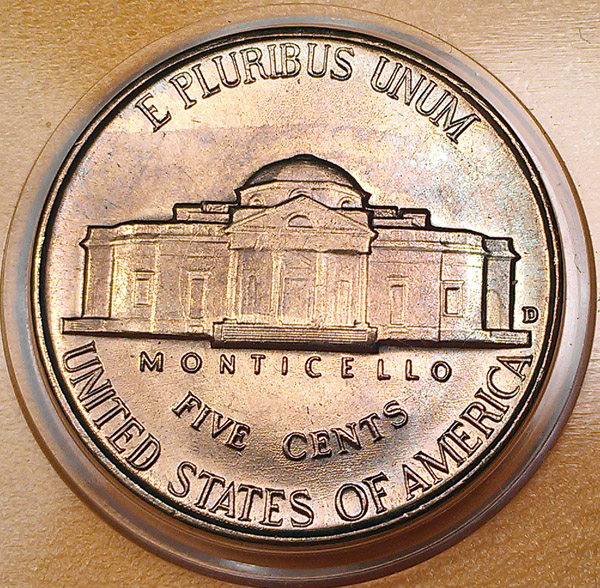 E PLURIBUS UNUM
D
MONTICELLO
FIVE CENTS
UNITED STATES OF AMERICA